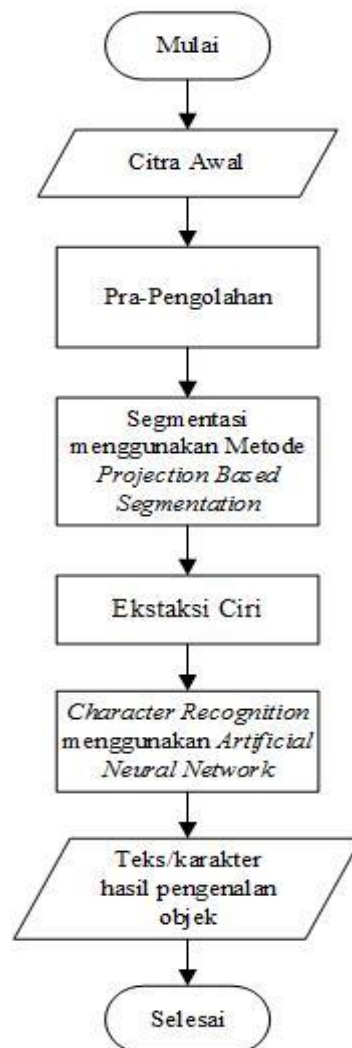 Mulai
Citra Awal
Pra-Pengolahan
Segmentasi
menggunakan Metode
Projection Based
Segmentation
Ekstaksi Ciri
Character Recognition
menggunakan Artificial
Neural Network
Teks/karakter
hasil pengenalan
objek
Selesai